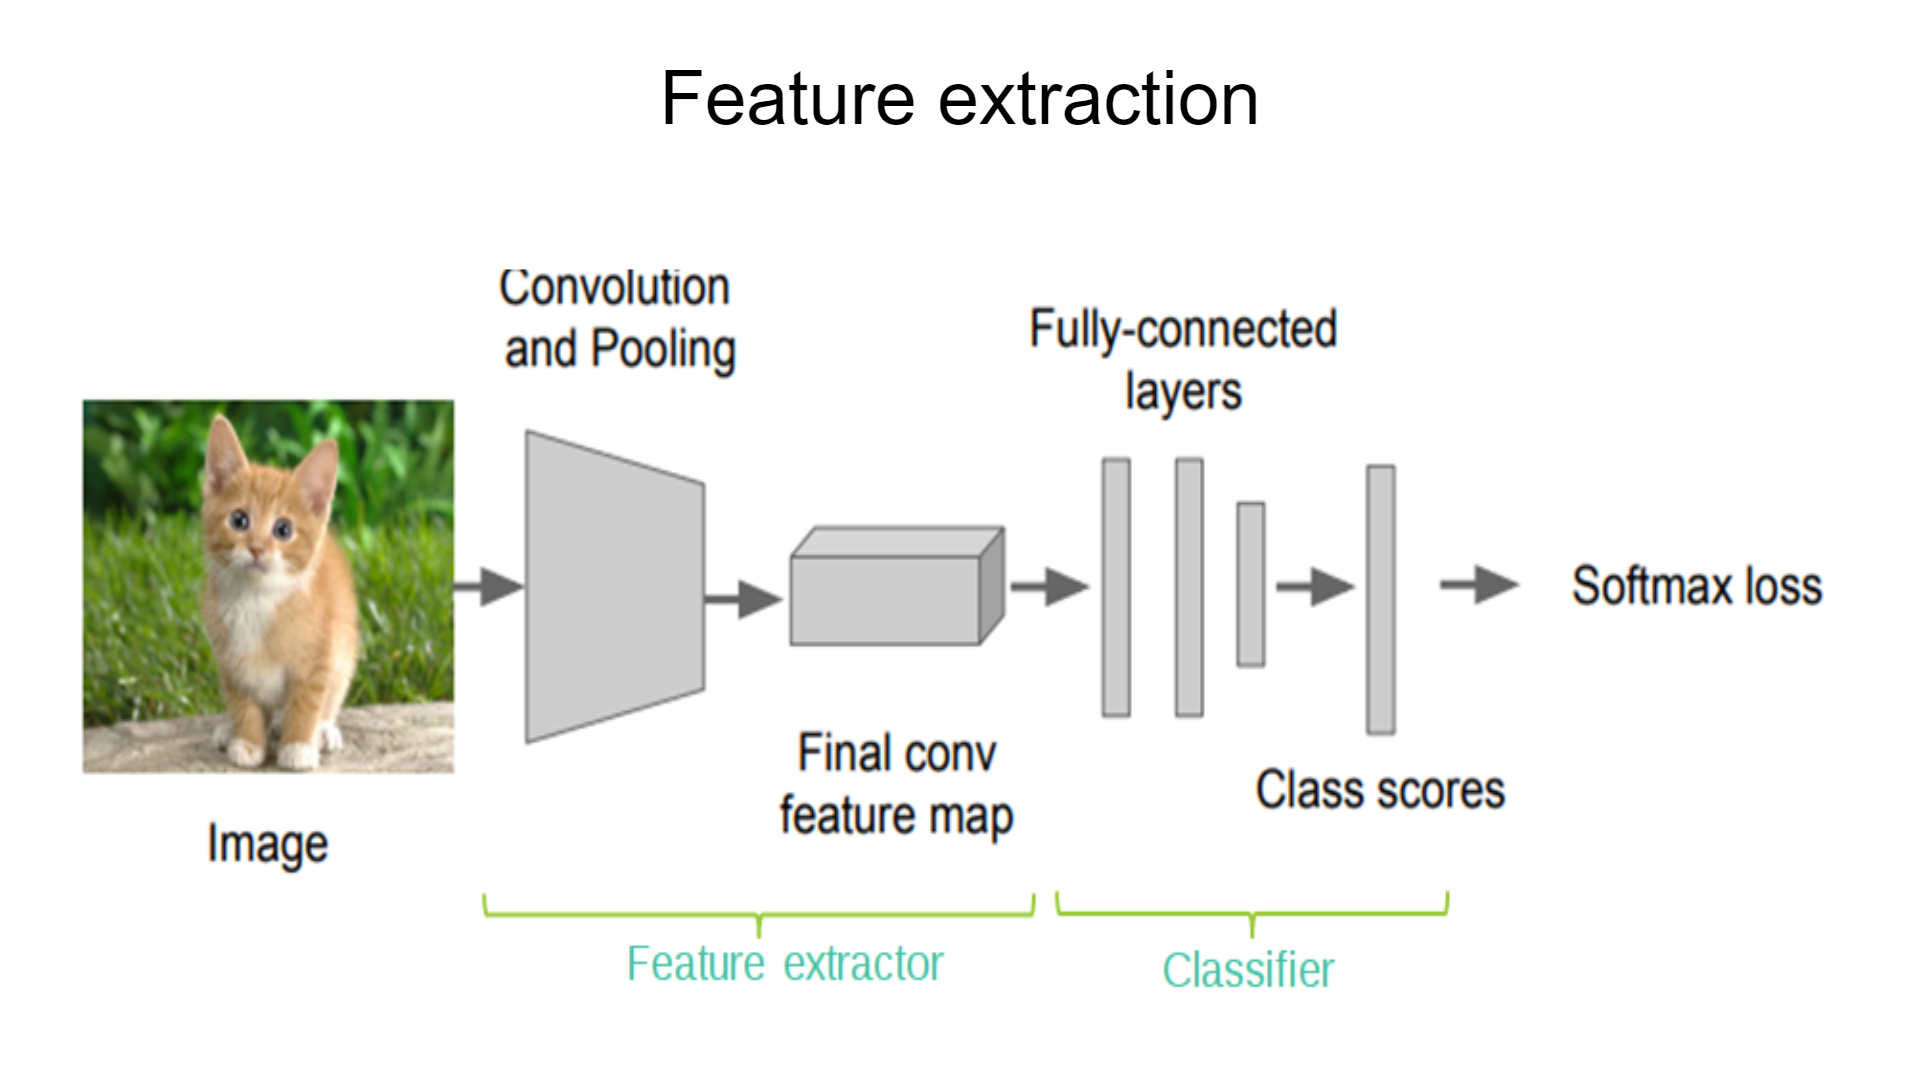 Feature extraction
Convolution
and Pooling
Fully-connected
layers
Softmax loss
Final conv
feature map
Class scores
Image
Feature extractor
Classifier